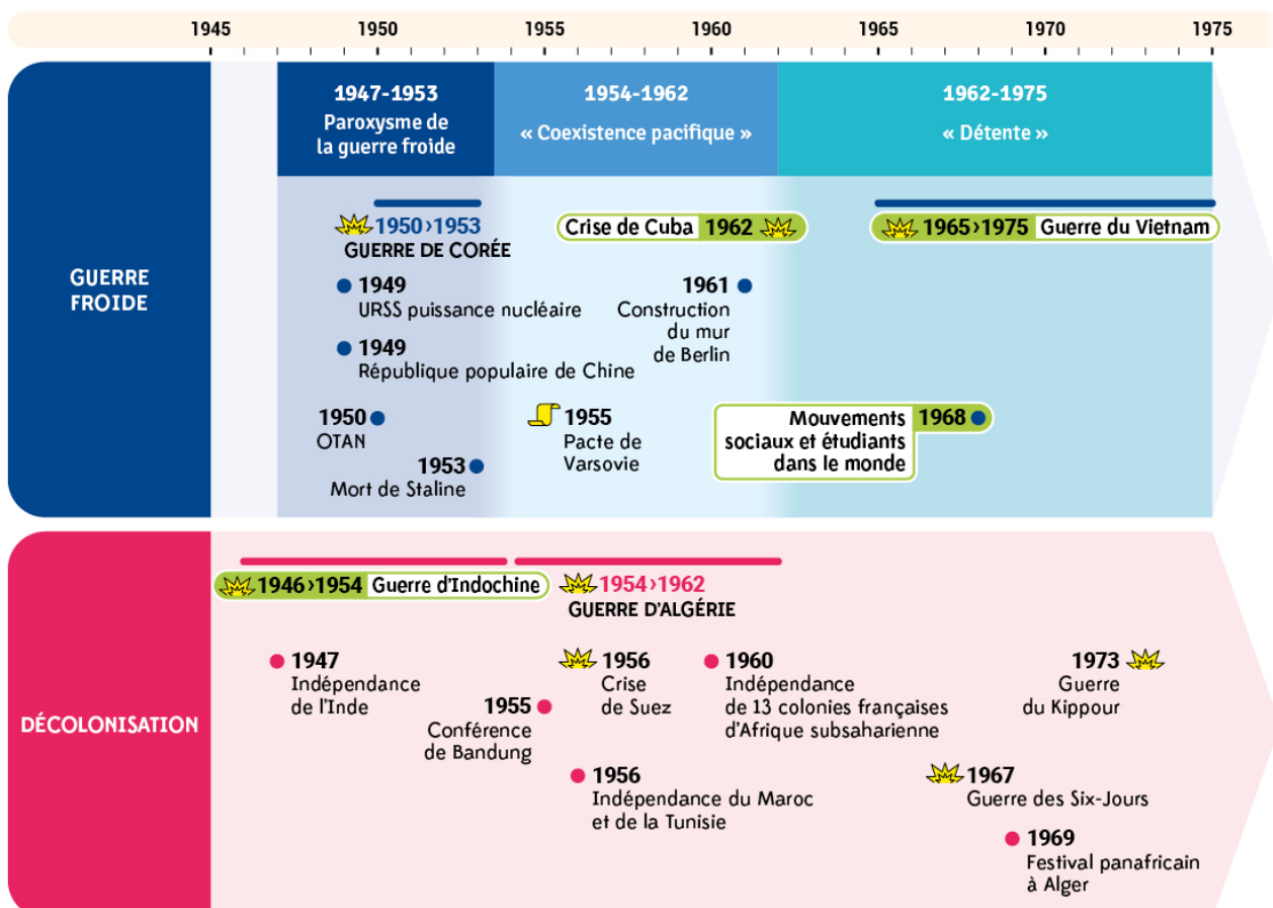 1945 1950 1955 1960 1965 1970 1975
GUERRE
FROIDE
1947-1953
Paroxysme de
la guerre froide
1954-1962
« Coexistence pacifique »
1962-1975
« Détente »
1950›1953
GUERRE DE CORÉE
Crise de Cuba 1962
1965›1975 Guerre du Vietnam
1949
URSS puissance nucléaire
1961
Construction
du mur
de Berlin
1949
République populaire de Chine
1950
OTAN
1955
Pacte de
Varsovie
Mouvements 1968
sociaux et étudiants
dans le monde
1953
Mort de Staline
DÉCOLONISATION
1946›1954 Guerre d'Indochine
1954›1962
GUERRE D'ALGÉRIE
1947
Indépendance
de l'Inde
1955
Conférence
de Bandung
1956
Crise
de Suez
1960
Indépendance
de 13 colonies françaises
d'Afrique subsaharienne
1973
Guerre
du Kippour
1956
Indépendance du Maroc
et de la Tunisie
1967
Guerre des Six-Jours
1969
Festival panafricain
à Alger